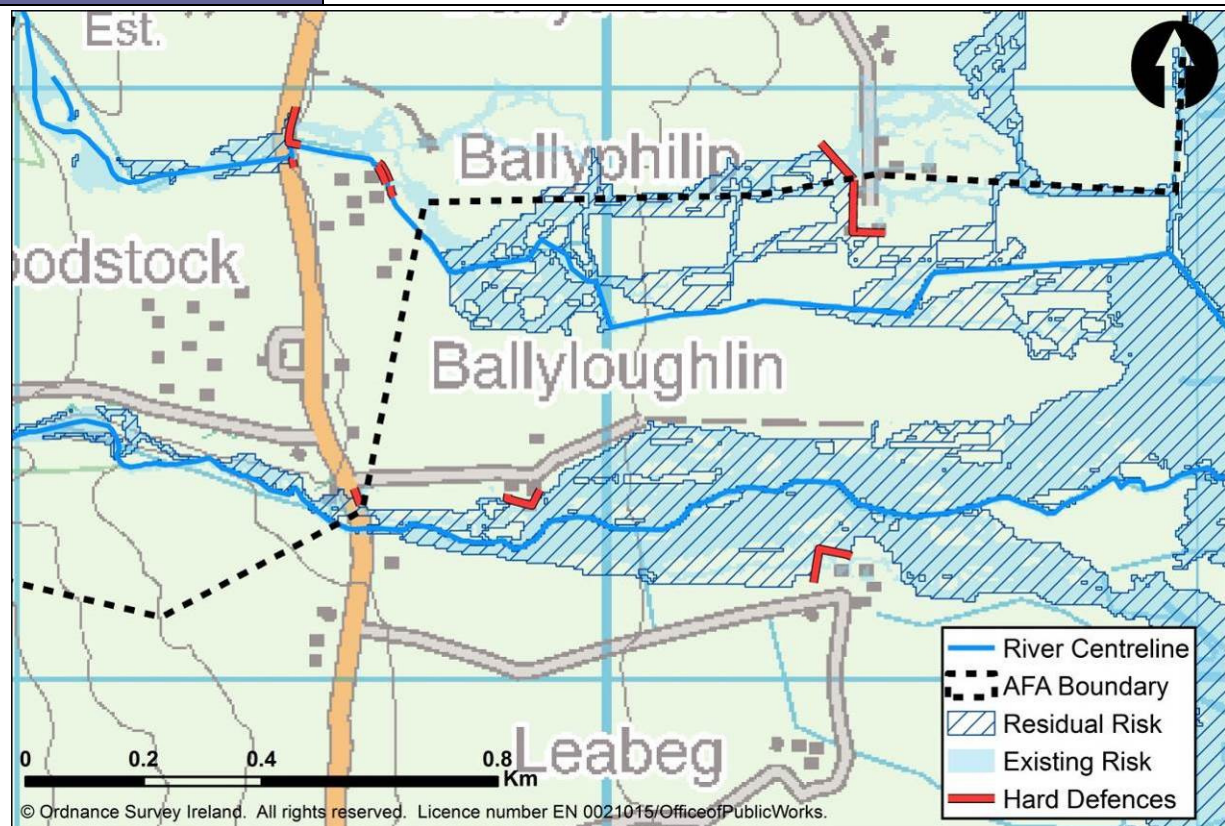 Est.
Ballyphilip
oodstock
Ballyloughlin
Leabeg
River Centreline
AFA Boundary
Residual Risk
Existing Risk
Hard Defences
0 0.2 0.4 0.8
Km
© Ordnance Survey Ireland. All rights reserved. Licence number EN 0021015/OfficeofPublicWorks.